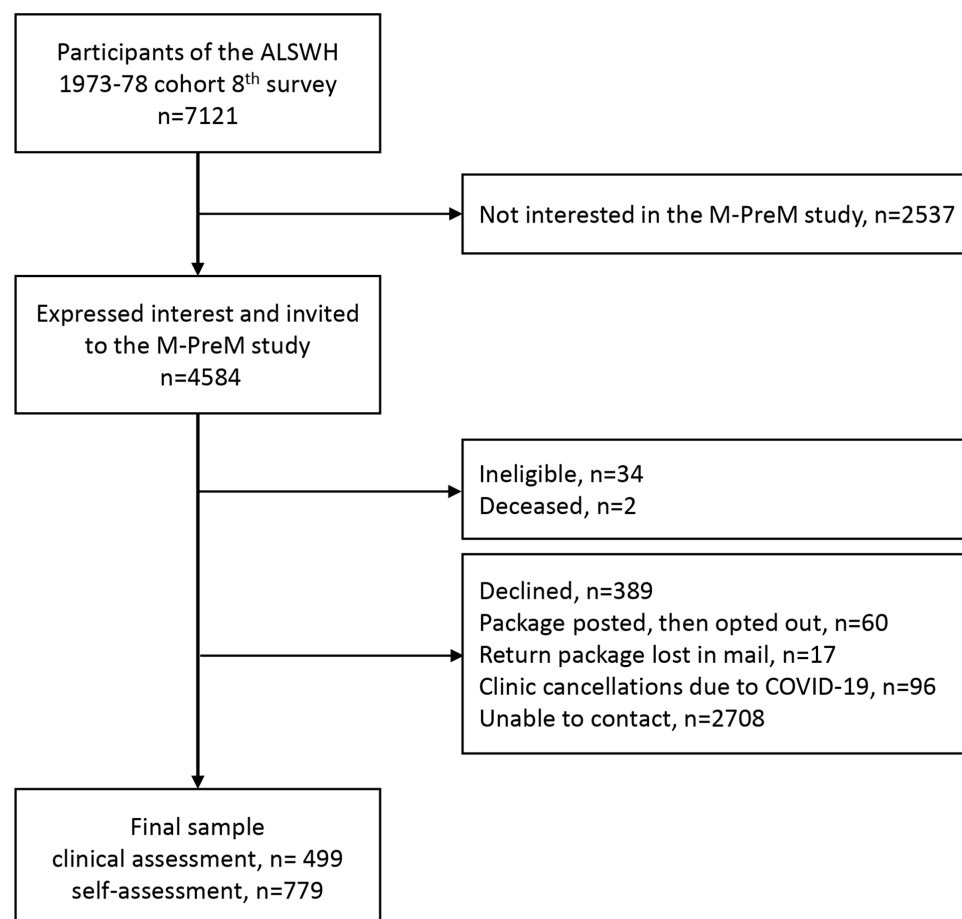 Participants of the ALSWH
1973-78 cohort 8th survey
n=7121
Not interested in the M-PreM study, n=2537
Expressed interest and invited
to the M-PreM study
n=4584
Ineligible, n=34
Deceased, n=2
Declined, n=389
Package posted, then opted out, n=60
Return package lost in mail, n=17
Clinic cancellations due to COVID-19, n=96
Unable to contact, n=2708
Final sample
clinical assessment, n= 499
self-assessment, n=779